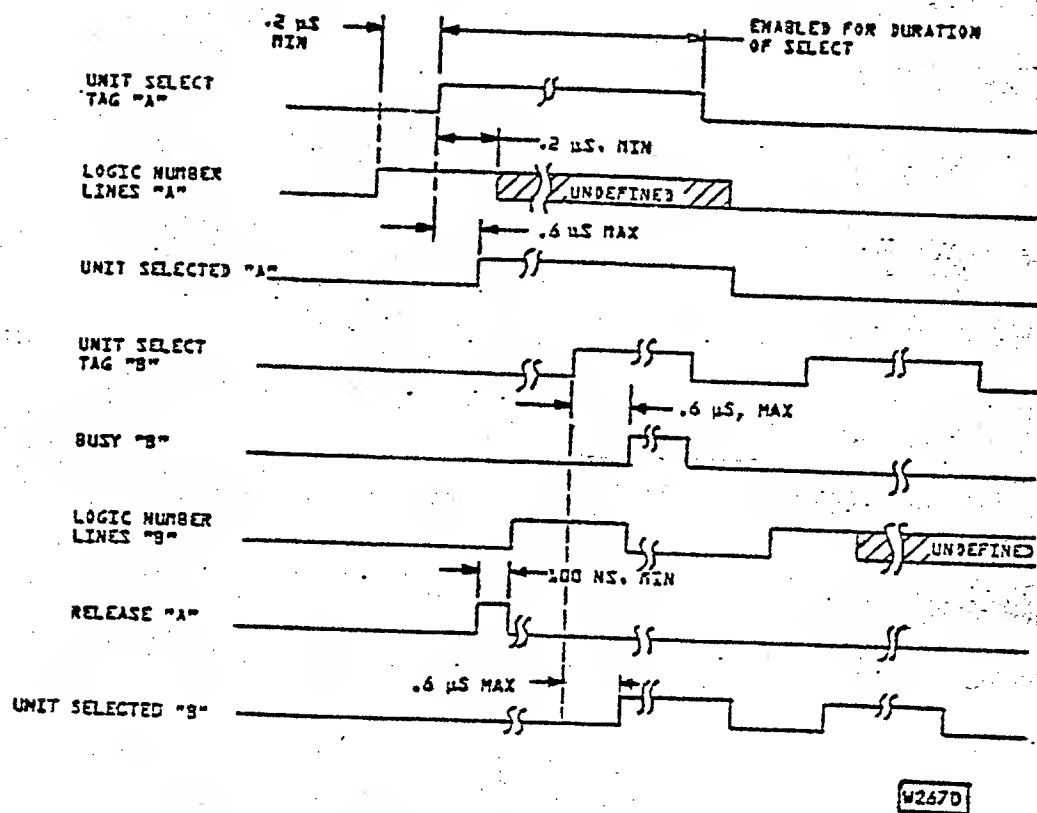 .2 µS
MIN
ENABLED FOR DURATION
OF SELECT
UNIT SELECT
TAG "A"
.2 µS. MIN
LOGIC NUMBER
LINES "A"
UNDEFINED
.6 µS MAX
UNIT SELECTED "A"
UNIT SELECT
TAG "B"
.6 µS, MAX
BUSY "B"
LOGIC NUMBER
LINES "B"
UNDEFINED
100 NS. MIN
RELEASE "A"
.6 µS MAX
UNIT SELECTED "B"
W267D